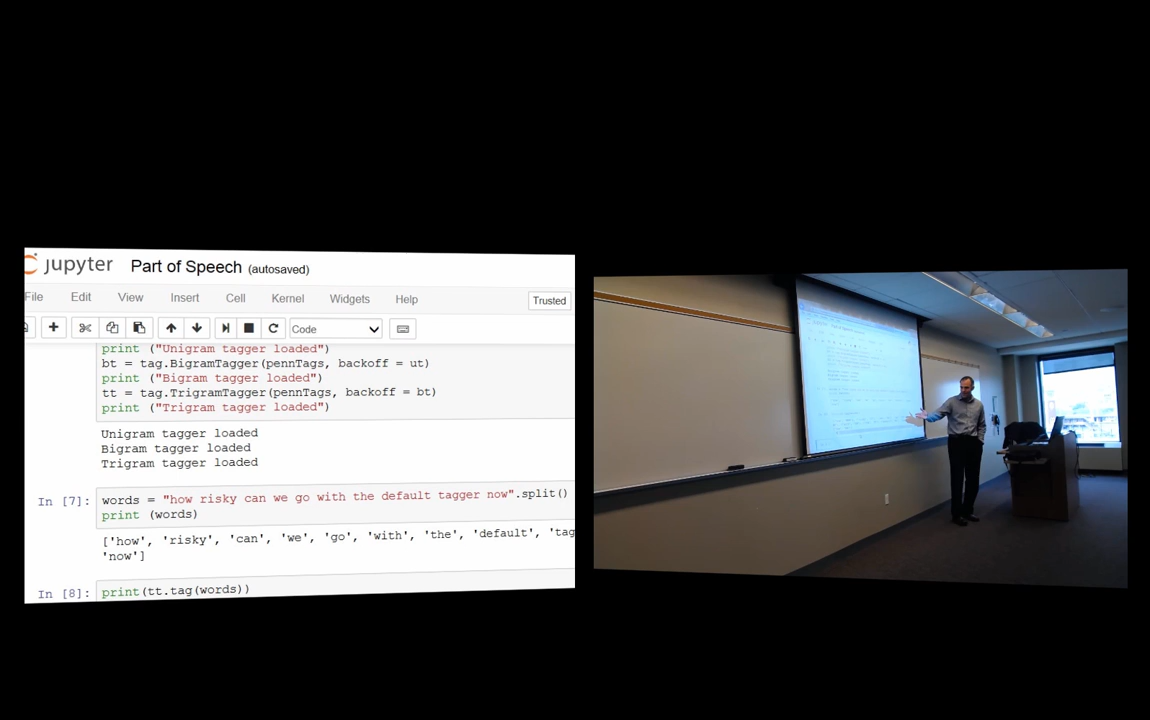 jupyter Part of Speech (autosaved)
File Edit View Insert Cell Kernel Widgets Help Trusted
Code
print ("Unigram tagger loaded")
bt = tag.BigramTagger(pennTags, backoff = ut)
print ("Bigram tagger loaded")
tt = tag.TrigramTagger(pennTags, backoff = bt)
print ("Trigram tagger loaded")
Unigram tagger loaded
Bigram tagger loaded
Trigram tagger loaded
In [7]: words = "how risky can we go with the default tagger now".split()
print (words)
['how', 'risky', 'can', 'we', 'go', 'with', 'the', 'default', 'tag
'now']
In [8]: print(tt.tag(words))